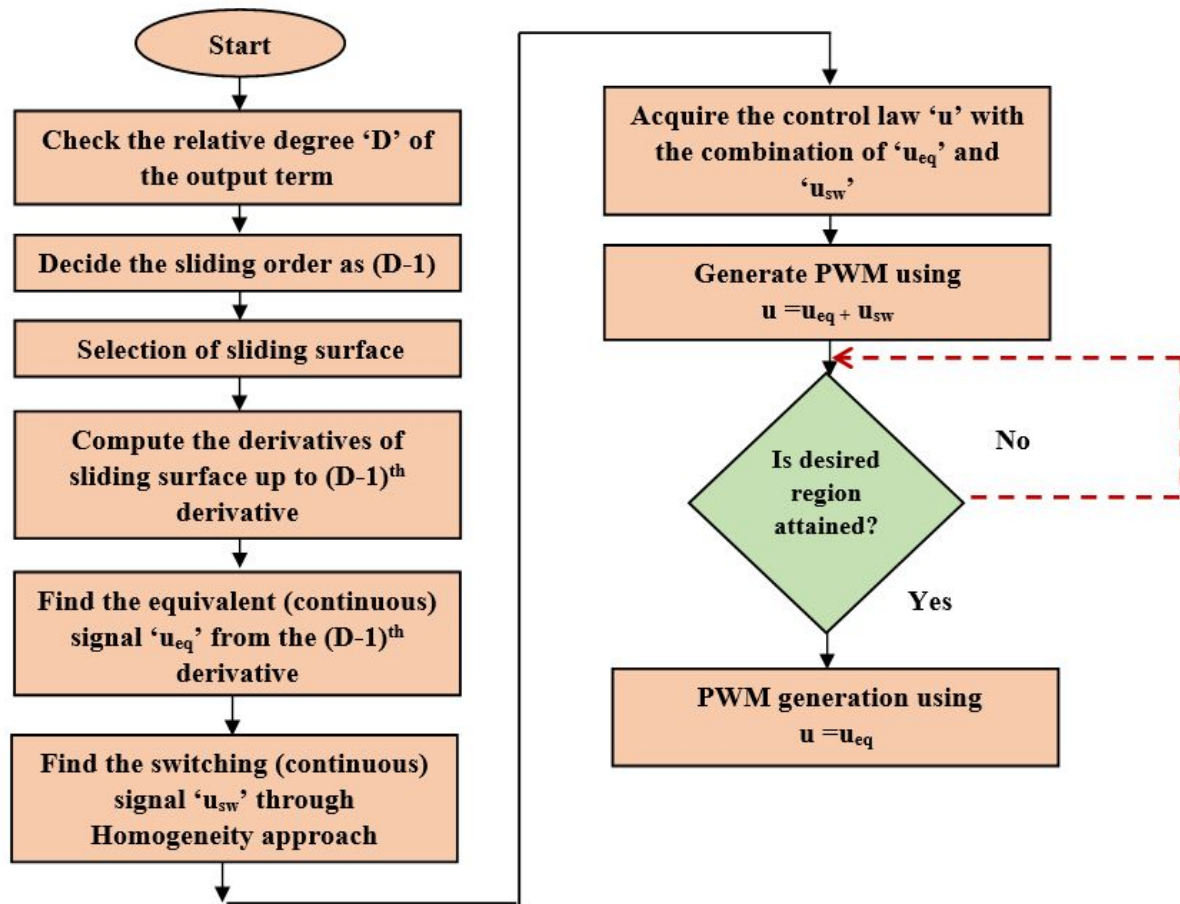 Start
Check the relative degree ‘D’ of
the output term
Decide the sliding order as (D-1)
Selection of sliding surface
Compute the derivatives of
sliding surface up to (D-1)th
derivative
Find the equivalent (continuous)
signal ‘ueq’ from the (D-1)th
derivative
Find the switching (continuous)
signal ‘usw’ through
Homogeneity approach
Acquire the control law ‘u’ with
the combination of ‘ueq’ and
‘usw’
Generate PWM using
u =ueq + usw
Is desired
region
attained?
No
Yes
PWM generation using
u =ueq